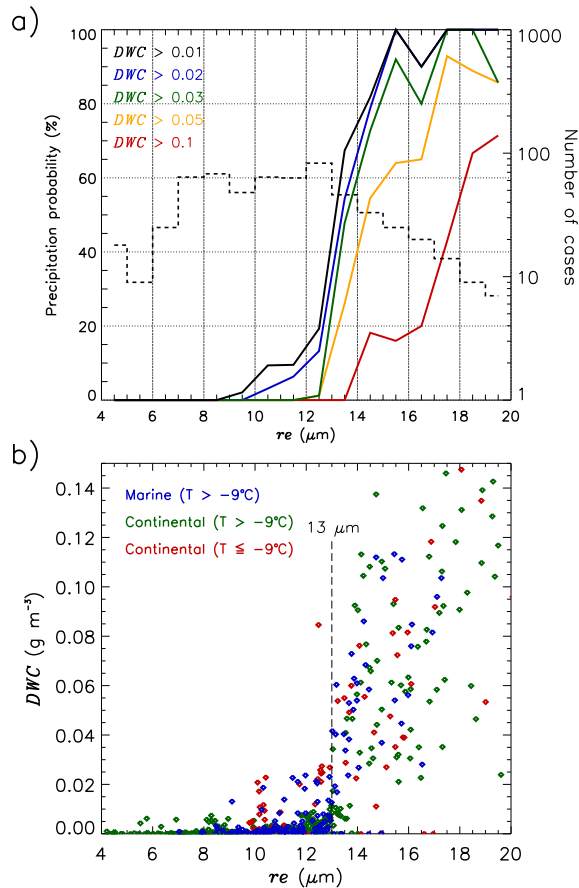 a)
DWC > 0.01
DWC > 0.02
DWC > 0.03
DWC > 0.05
DWC > 0.1
Precipitation probability (%)
100
80
60
40
20
0
Number of cases
1000
100
10
1
4 6 8 10 12 14 16 18 20
re (μm)
b)
Marine (T > -9°C)
Continental (T > -9°C)
Continental (T ≦ -9°C)
13 μm
DWC (g m⁻³)
0.14
0.12
0.10
0.08
0.06
0.04
0.02
0.00
4 6 8 10 12 14 16 18 20
re (μm)